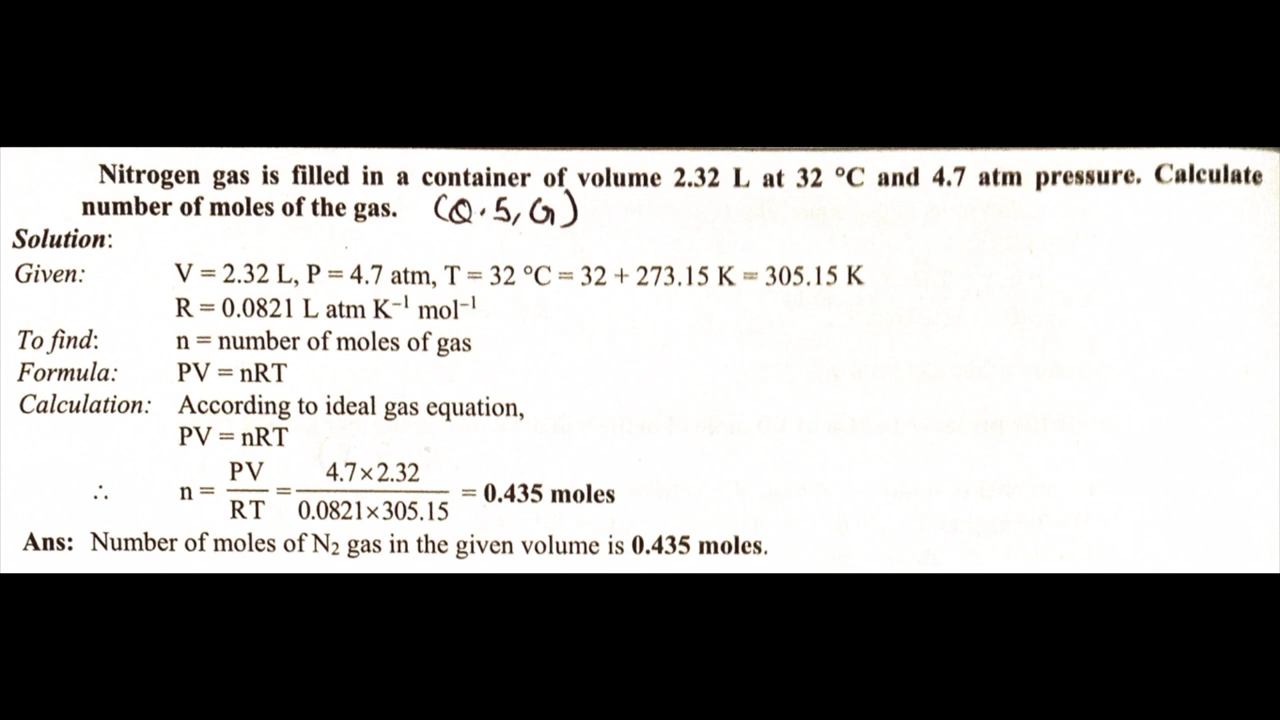 Nitrogen gas is filled in a container of volume 2.32 L at 32 °C and 4.7 atm pressure. Calculate
number of moles of the gas. (Q.5, G)
Solution:
Given: V = 2.32 L, P = 4.7 atm, T = 32 °C = 32 + 273.15 K = 305.15 K
R = 0.0821 L atm K⁻¹ mol⁻¹
To find: n = number of moles of gas
Formula: PV = nRT
Calculation: According to ideal gas equation,
PV = nRT
∴ n = PV/RT = 4.7×2.32/0.0821×305.15 = 0.435 moles
Ans: Number of moles of N₂ gas in the given volume is 0.435 moles.